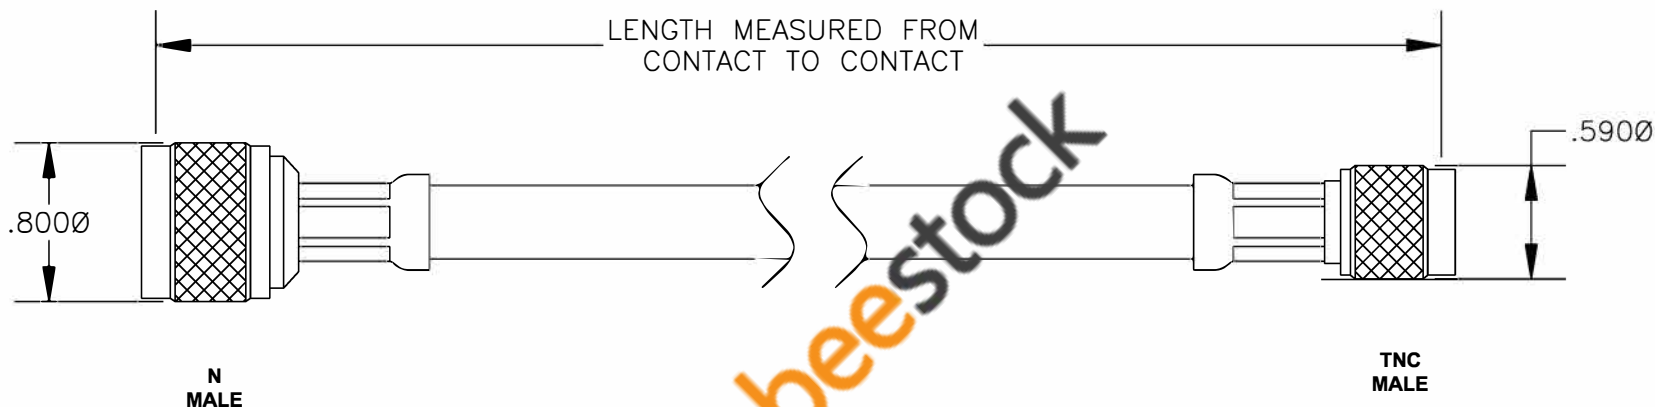 LENGTH MEASURED FROM
CONTACT TO CONTACT
.590Ø
.800Ø
beestock
N
MALE
TNC
MALE